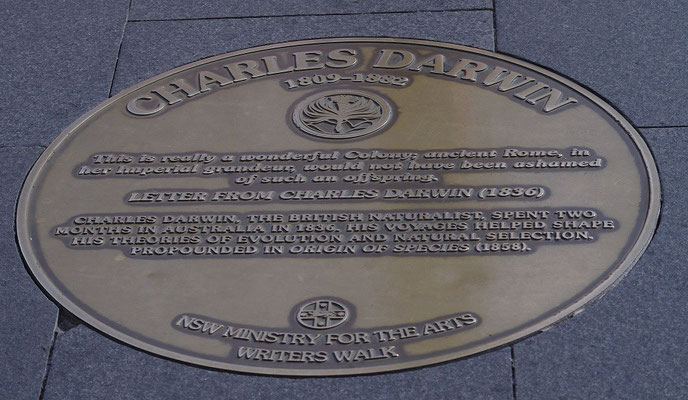 CHARLES DARWIN
1809–1882
This is really a wonderful Colony; ancient Rome, in
her Imperial grandeur, would not have been ashamed
of such an offspring.
LETTER FROM CHARLES DARWIN (1836)
CHARLES DARWIN, THE BRITISH NATURALIST, SPENT TWO
MONTHS IN AUSTRALIA IN 1836. HIS VOYAGES HELPED SHAPE
HIS THEORIES OF EVOLUTION AND NATURAL SELECTION,
PROPOUNDED IN ORIGIN OF SPECIES (1858).
NSW MINISTRY FOR THE ARTS
WRITERS WALK